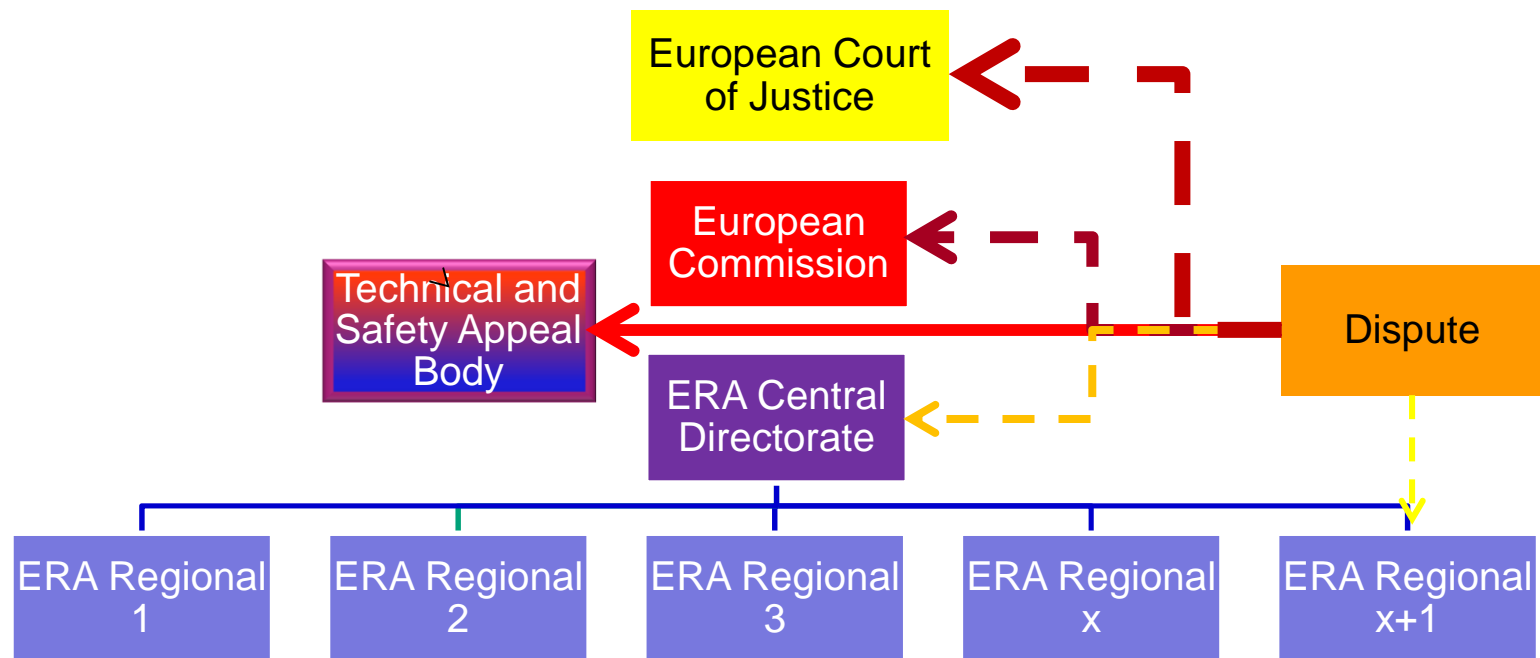 European Court
of Justice
European
Commission
Technical and
Safety Appeal
Body
Dispute
ERA Central
Directorate
ERA Regional
1
ERA Regional
2
ERA Regional
3
ERA Regional
x
ERA Regional
x+1